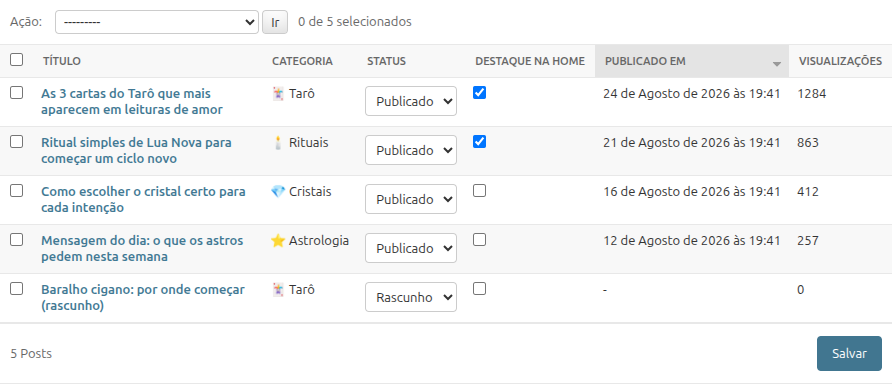 Ação: --------- Ir 0 de 5 selecionados
TÍTULO CATEGORIA STATUS DESTAQUE NA HOME PUBLICADO EM VISUALIZAÇÕES
As 3 cartas do Tarô que mais aparecem em leituras de amor Tarô Publicado 24 de Agosto de 2026 às 19:41 1284
Ritual simples de Lua Nova para começar um ciclo novo Rituais Publicado 21 de Agosto de 2026 às 19:41 863
Como escolher o cristal certo para cada intenção Cristais Publicado 16 de Agosto de 2026 às 19:41 412
Mensagem do dia: o que os astros pedem nesta semana Astrologia Publicado 12 de Agosto de 2026 às 19:41 257
Baralho cigano: por onde começar (rascunho) Tarô Rascunho - 0
5 Posts Salvar